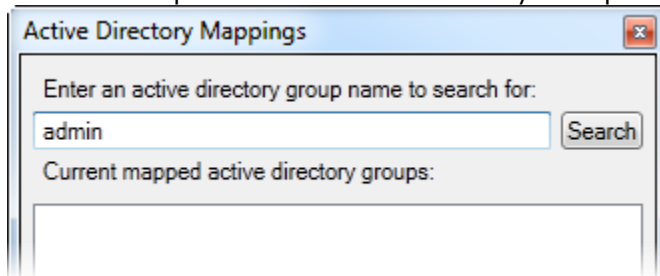 Active Directory Mappings
Enter an active directory group name to search for:
admin
Search
Current mapped active directory groups: